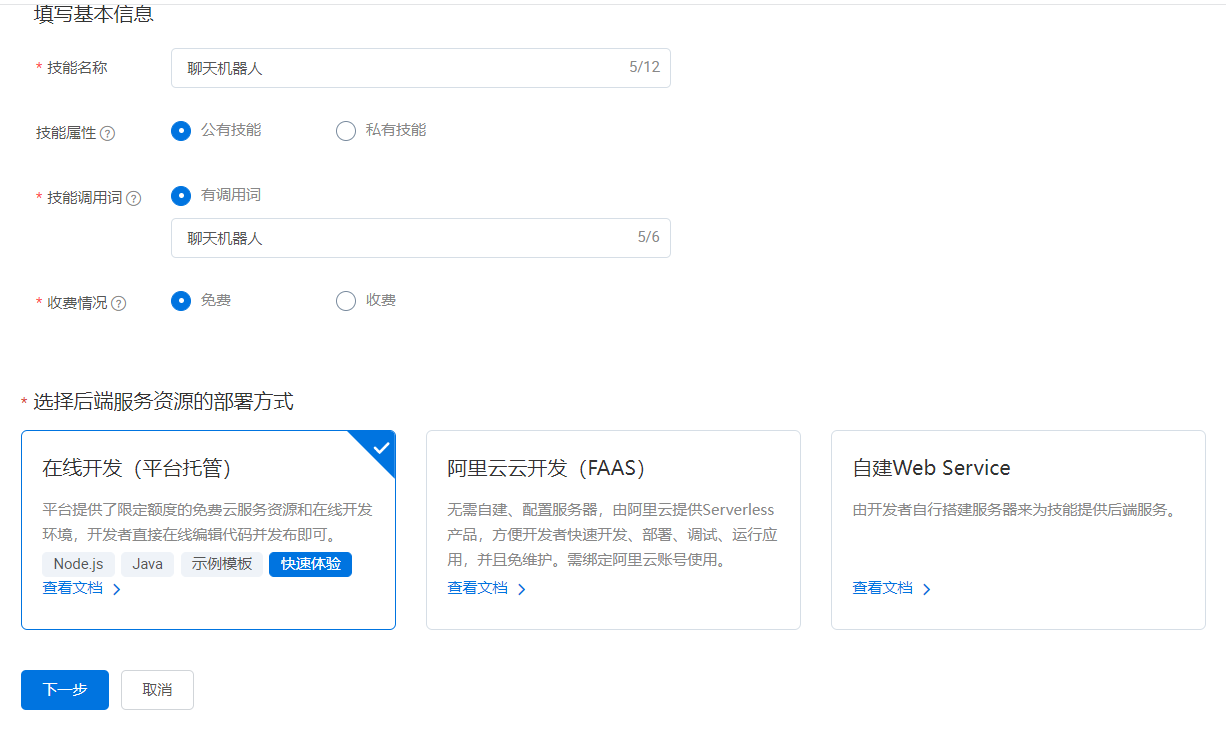 填写基本信息
* 技能名称
聊天机器人 5/12
技能属性 ?
公有技能 私有技能
* 技能调用词 ?
有调用词
聊天机器人 5/6
* 收费情况 ?
免费 收费
* 选择后端服务资源的部署方式
在线开发（平台托管）
平台提供了限定额度的免费云服务资源和在线开发
环境，开发者直接在线编辑代码并发布即可。
Node.js Java 示例模板 快速体验
查看文档
阿里云云开发（FAAS）
无需自建、配置服务器，由阿里云提供Serverless
产品，方便开发者快速开发、部署、调试、运行应
用，并且免维护。需绑定阿里云账号使用。
查看文档
自建Web Service
由开发者自行搭建服务器来为技能提供后端服务。
查看文档
下一步 取消